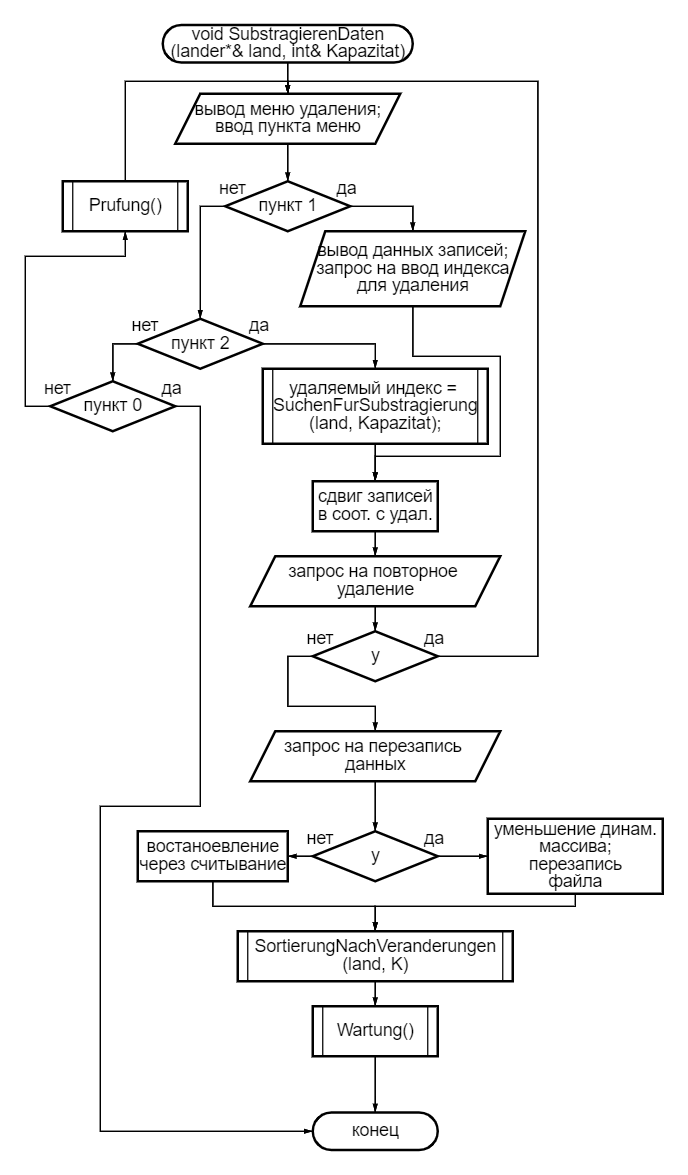 void SubstragierenDaten
(lander*& land, int& Kapazitat)
вывод меню удаления;
ввод пункта меню
Prufung()
нет
да
пункт 1
вывод данных записей;
запрос на ввод индекса
для удаления
нет
да
пункт 2
нет
да
пункт 0
удаляемый индекс =
SuchenFurSubstragierung
(land, Kapazitat);
сдвиг записей
в соот. с удал.
запрос на повторное
удаление
нет
да
y
запрос на перезапись
данных
нет
да
y
востаноевление
через считывание
уменьшение динам.
массива;
перезапись
файла
SortierungNachVeranderungen
(land, K)
Wartung()
конец